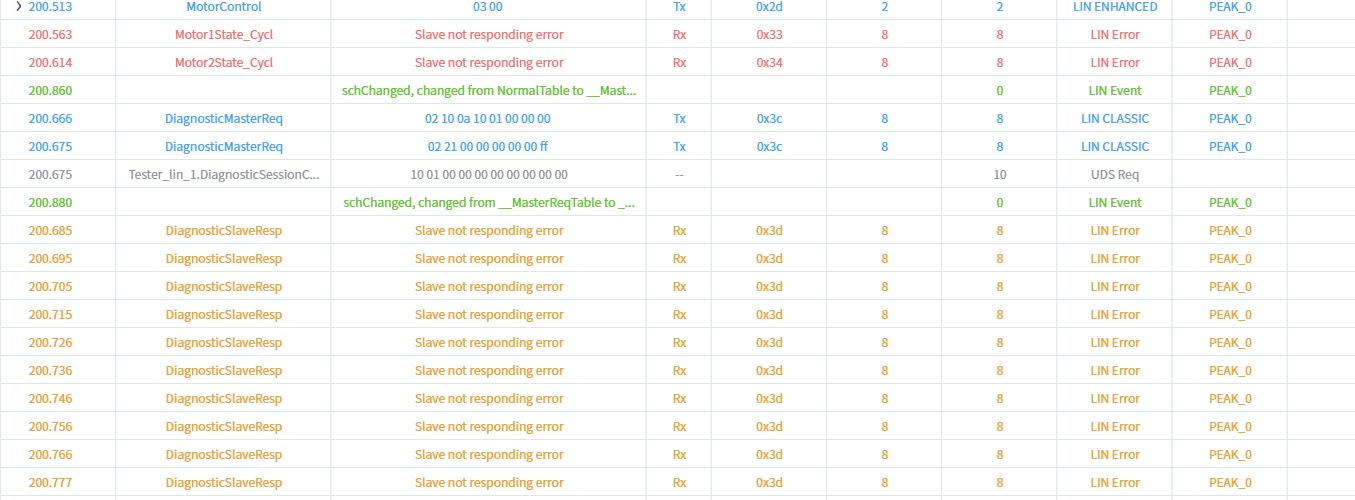 200.513 MotorControl 03 00 Tx 0x2d 2 2 LIN ENHANCED PEAK_0
200.563 Motor1State_Cycl Slave not responding error Rx 0x33 8 8 LIN Error PEAK_0
200.614 Motor2State_Cycl Slave not responding error Rx 0x34 8 8 LIN Error PEAK_0
200.860 schChanged, changed from NormalTable to __Mast... 0 LIN Event PEAK_0
200.666 DiagnosticMasterReq 02 10 0a 10 01 00 00 00 Tx 0x3c 8 8 LIN CLASSIC PEAK_0
200.675 DiagnosticMasterReq 02 21 00 00 00 00 00 ff Tx 0x3c 8 8 LIN CLASSIC PEAK_0
200.675 Tester_lin_1.DiagnosticSessionC... 10 01 00 00 00 00 00 00 00 00 -- 10 UDS Req
200.880 schChanged, changed from __MasterReqTable to _... 0 LIN Event PEAK_0
200.685 DiagnosticSlaveResp Slave not responding error Rx 0x3d 8 8 LIN Error PEAK_0
200.695 DiagnosticSlaveResp Slave not responding error Rx 0x3d 8 8 LIN Error PEAK_0
200.705 DiagnosticSlaveResp Slave not responding error Rx 0x3d 8 8 LIN Error PEAK_0
200.715 DiagnosticSlaveResp Slave not responding error Rx 0x3d 8 8 LIN Error PEAK_0
200.726 DiagnosticSlaveResp Slave not responding error Rx 0x3d 8 8 LIN Error PEAK_0
200.736 DiagnosticSlaveResp Slave not responding error Rx 0x3d 8 8 LIN Error PEAK_0
200.746 DiagnosticSlaveResp Slave not responding error Rx 0x3d 8 8 LIN Error PEAK_0
200.756 DiagnosticSlaveResp Slave not responding error Rx 0x3d 8 8 LIN Error PEAK_0
200.766 DiagnosticSlaveResp Slave not responding error Rx 0x3d 8 8 LIN Error PEAK_0
200.777 DiagnosticSlaveResp Slave not responding error Rx 0x3d 8 8 LIN Error PEAK_0